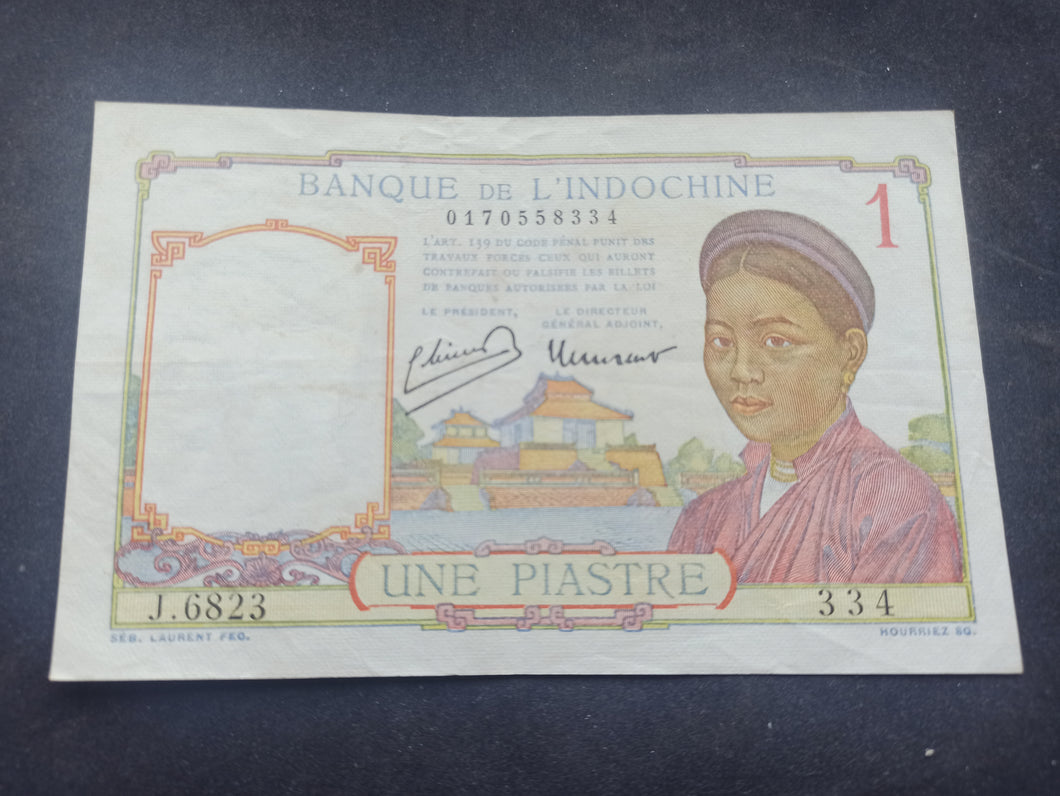 BANQUE DE L'INDOCHINE
1
0170558334
L'ART. 139 DU CODE PÉNAL PUNIT DES
TRAVAUX FORCÉS CEUX QUI AURONT
CONTREFAIT OU FALSIFIÉ LES BILLETS
DE BANQUES AUTORISÉES PAR LA LOI
LE PRÉSIDENT,
LE DIRECTEUR
GÉNÉRAL ADJOINT,
UNE PIASTRE
J.6823
334
SÉB. LAURENT FEC.
HOURRIEZ SC.